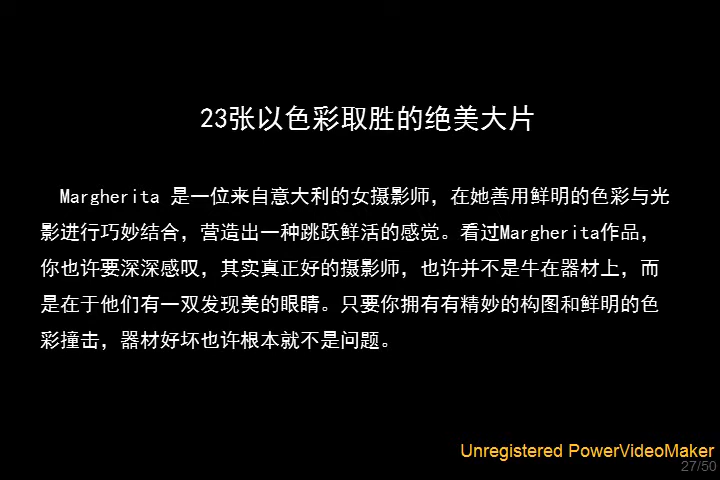 23张以色彩取胜的绝美大片
Margherita 是一位来自意大利的女摄影师，在她善用鲜明的色彩与光
影进行巧妙结合，营造出一种跳跃鲜活的感觉。看过Margherita作品，
你也许要深深感叹，其实真正好的摄影师，也许并不是牛在器材上，而
是在于他们有一双发现美的眼睛。只要你拥有有精妙的构图和鲜明的色
彩撞击，器材好坏也许根本就不是问题。
Unregistered PowerVideoMaker
27/50